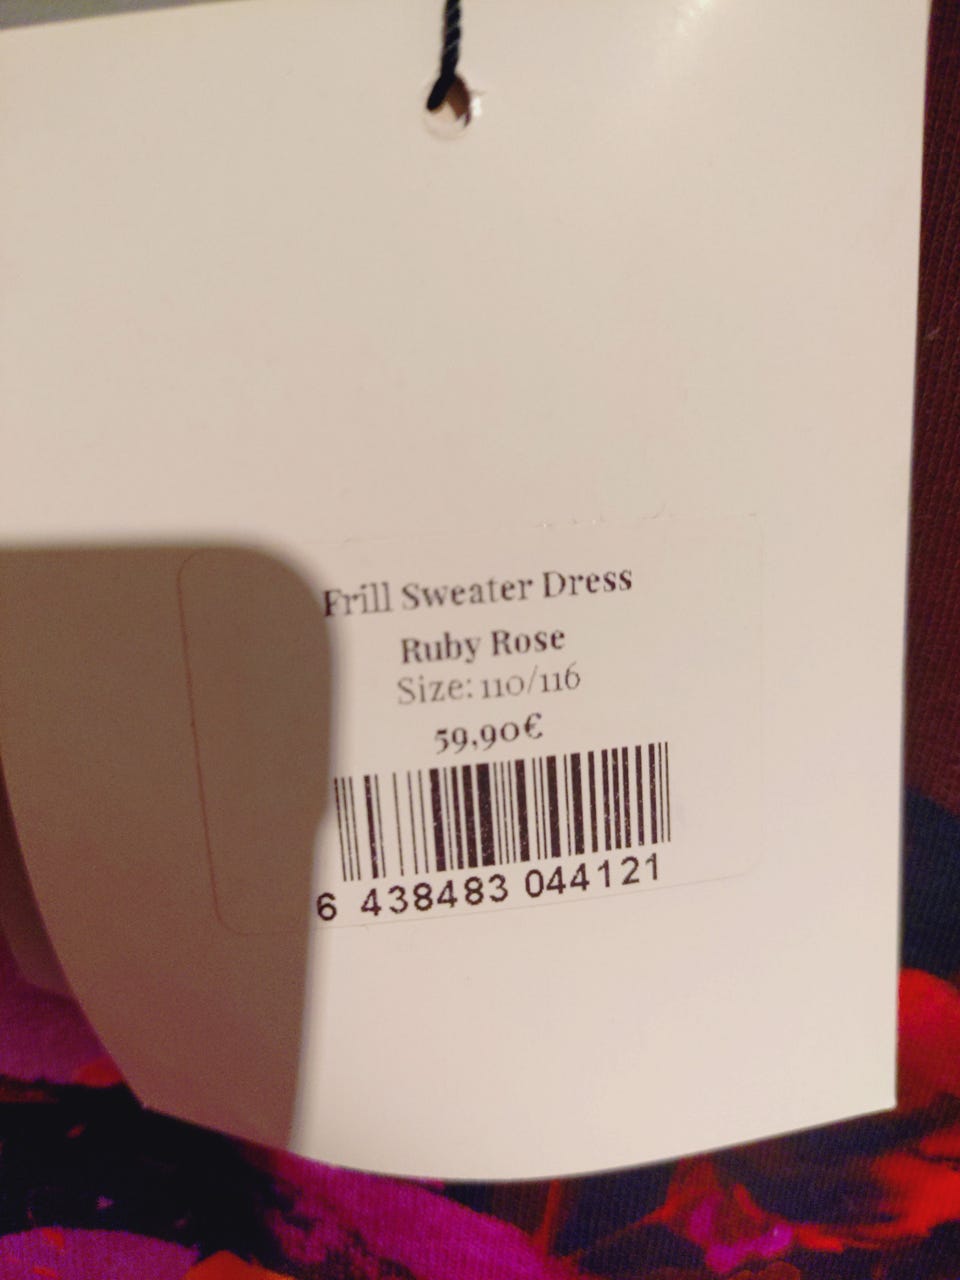 Frill Sweater Dress
Ruby Rose
Size: 110/116
59,90€
6 438483 044121